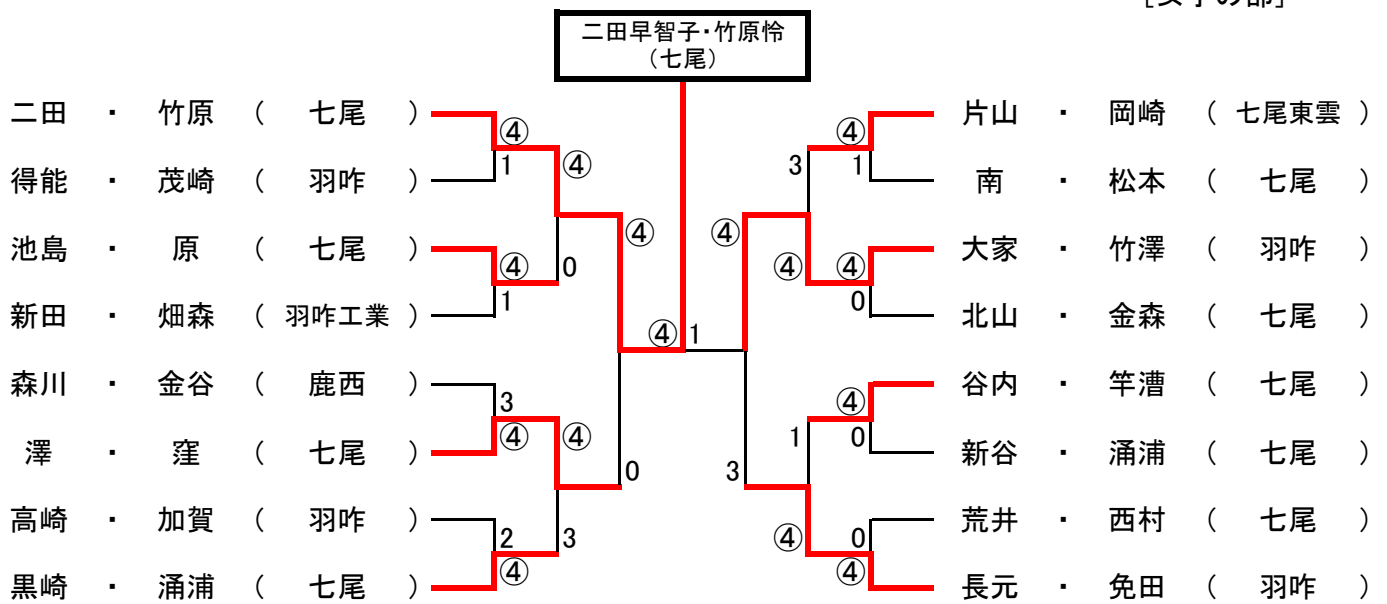 [女子の部]
二田早智子・竹原怜
(七尾)
二田 ・ 竹原 ( 七尾 ) ④ ④ 片山 ・ 岡崎 ( 七尾東雲 )
1 ④ 3 1
得能 ・ 茂崎 ( 羽咋 ) 南 ・ 松本 ( 七尾 )
④ ④
池島 ・ 原 ( 七尾 ) ④ 0 ④ ④ 大家 ・ 竹澤 ( 羽咋 )
1 0
新田 ・ 畑森 ( 羽咋工業 ) 北山 ・ 金森 ( 七尾 )
④ 1
森川 ・ 金谷 ( 鹿西 ) 3 ④ 谷内 ・ 竿漕 ( 七尾 )
④ ④ 1 0
澤 ・ 窪 ( 七尾 ) 0 3 新谷 ・ 涌浦 ( 七尾 )
高崎 ・ 加賀 ( 羽咋 ) 2 3 ④ 0 荒井 ・ 西村 ( 七尾 )
④ ④
黒崎 ・ 涌浦 ( 七尾 ) 長元 ・ 免田 ( 羽咋 )